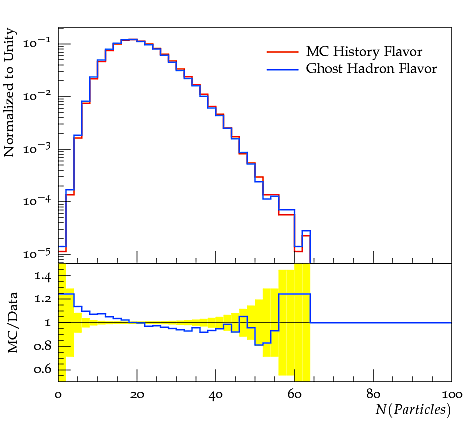 Normalized to Unity
10⁻¹
10⁻²
10⁻³
10⁻⁴
10⁻⁵
MC History Flavor
Ghost Hadron Flavor
MC/Data
1.4
1.2
1
0.8
0.6
0 20 40 60 80 100
N(Particles)